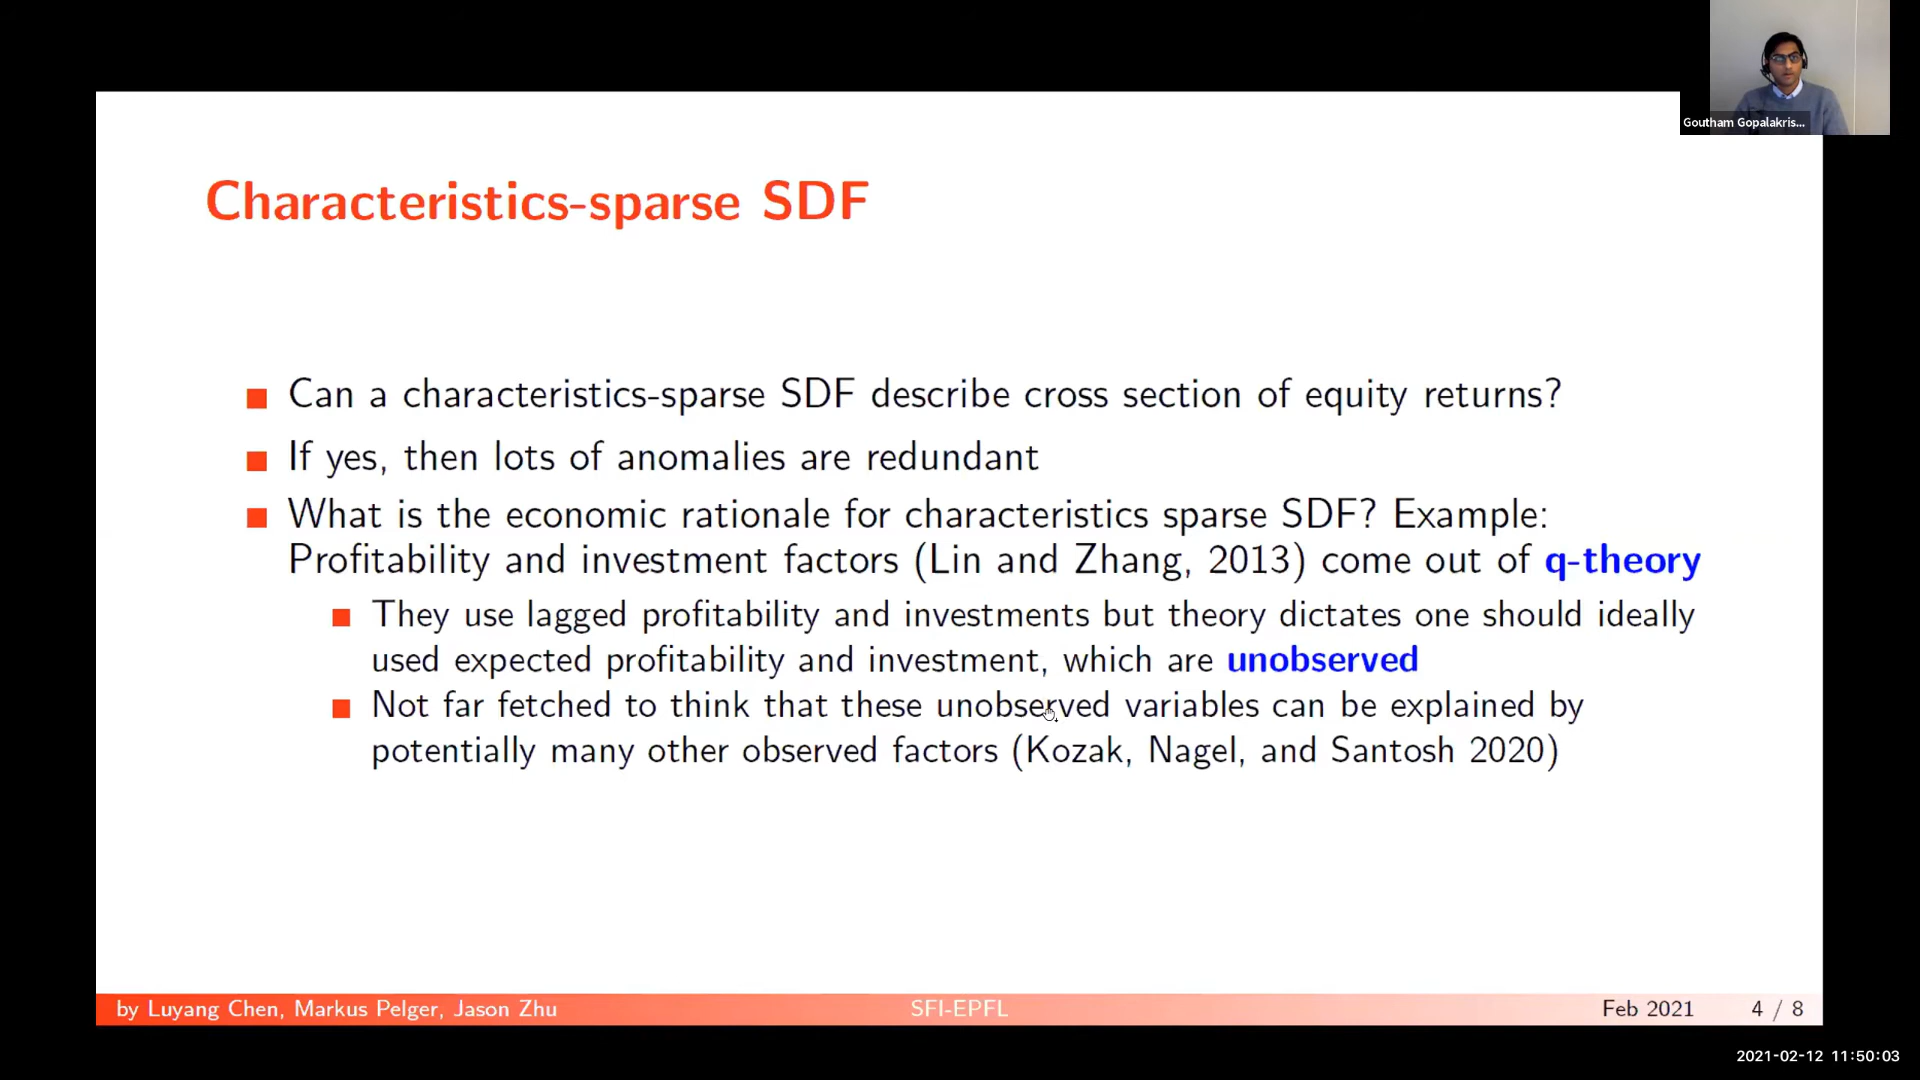 Goutham Gopalakris...
Characteristics-sparse SDF
Can a characteristics-sparse SDF describe cross section of equity returns?
If yes, then lots of anomalies are redundant
What is the economic rationale for characteristics sparse SDF? Example:
Profitability and investment factors (Lin and Zhang, 2013) come out of q-theory
They use lagged profitability and investments but theory dictates one should ideally
used expected profitability and investment, which are unobserved
Not far fetched to think that these unobserved variables can be explained by
potentially many other observed factors (Kozak, Nagel, and Santosh 2020)
by Luyang Chen, Markus Pelger, Jason Zhu SFI-EPFL Feb 2021 4 / 8
2021-02-12 11:50:03